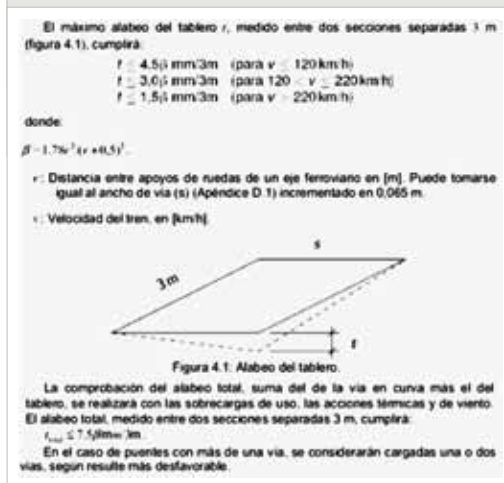 El máximo alabeo del tablero t, medido entre dos secciones separadas 3 m
(figura 4.1), cumplirá:
t ≤ 4,5β mm/3m (para v ≤ 120 km/h)
t ≤ 3,0β mm/3m (para 120 < v ≤ 220 km/h)
t ≤ 1,5β mm/3m (para v > 220 km/h)
donde:
r: Distancia entre apoyos de ruedas de un eje ferroviario en [m]. Puede tomarse
igual al ancho de vía (s) (Apéndice D.1) incrementado en 0,065 m.
v: Velocidad del tren, en [km/h].
s
3 m
t
Figura 4.1: Alabeo del tablero.
La comprobación del alabeo total, suma del de la vía en curva más el del
tablero, se realizará con las sobrecargas de uso, las acciones térmicas y de viento.
El alabeo total, medido entre dos secciones separadas 3 m, cumplirá:
≤ 7,5β mm/3m
En el caso de puentes con más de una vía, se considerarán cargadas una o dos
vías, según resulte más desfavorable.